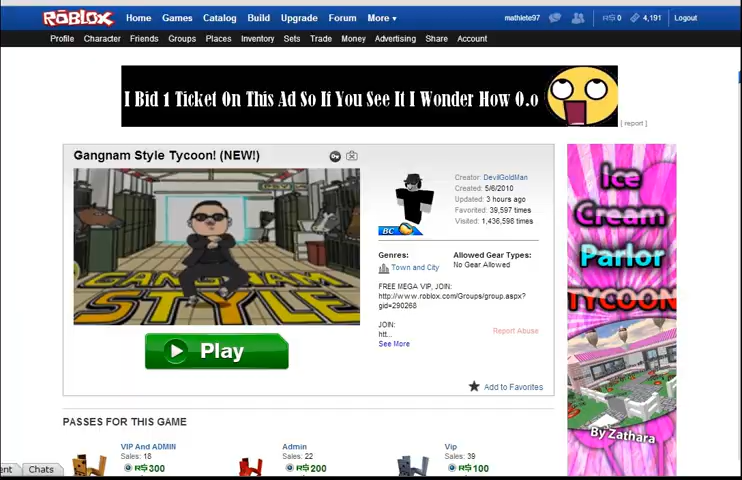 ROBLOX Home Games Catalog Build Upgrade Forum More mathlete97 R$ 0 4,191 Logout
Profile Character Friends Groups Places Inventory Sets Trade Money Advertising Share Account
I Bid 1 Ticket On This Ad So If You See It I Wonder How O.o
[ report ]
Gangnam Style Tycoon! (NEW!)
GANGNAM
STYLE
Play
BC
Creator: DevilGoldMan
Created: 5/6/2010
Updated: 3 hours ago
Favorited: 39,597 times
Visited: 1,436,598 times
Genres:
Town and City
Allowed Gear Types:
No Gear Allowed
FREE MEGA VIP, JOIN:
http://www.roblox.com/Groups/group.aspx?
gid=290268
JOIN:
htt...
See More
Report Abuse
Add to Favorites
Ice
Cream
Parlor
TYCOON
By Zathara
PASSES FOR THIS GAME
VIP And ADMIN
Sales: 18
R$300
Admin
Sales: 22
R$200
Vip
Sales: 39
R$100
ent Chats